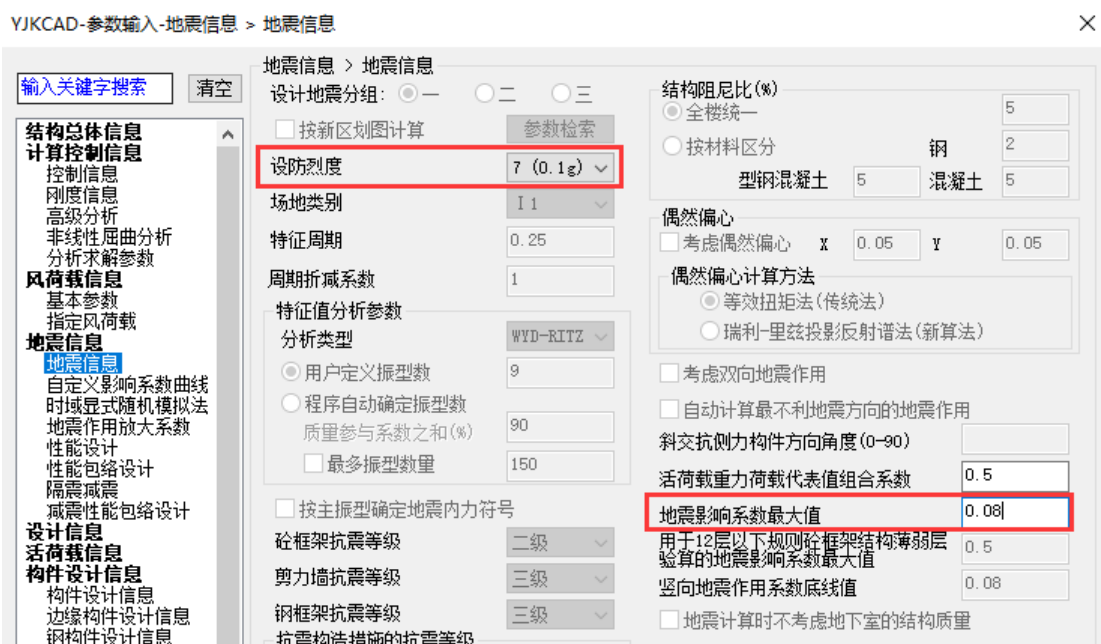 YJKCAD-参数输入-地震信息 > 地震信息
输入关键字搜索
清空
结构总体信息
计算控制信息
控制信息
刚度信息
高级分析
非线性屈曲分析
分析求解参数
风荷载信息
基本参数
指定风荷载
地震信息
地震信息
自定义影响系数曲线
时域显式随机模拟法
地震作用放大系数
性能设计
性能包络设计
隔震减震
减震性能包络设计
设计信息
活荷载信息
构件设计信息
构件设计信息
边缘构件设计信息
钢构件设计信息
地震信息 > 地震信息
设计地震分组: 一 二 三
按新区划图计算 参数检索
设防烈度 7 (0.1g)
场地类别 I1
特征周期 0.25
周期折减系数 1
特征值分析参数
分析类型 WYD-RITZ
用户定义振型数 9
程序自动确定振型数
质量参与系数之和(%) 90
最多振型数量 150
按主振型确定地震内力符号
砼框架抗震等级 二级
剪力墙抗震等级 三级
钢框架抗震等级 三级
抗震构造措施的抗震等级
结构阻尼比(%)
全楼统一 5
按材料区分 钢 2
型钢混凝土 5 混凝土 5
偶然偏心
考虑偶然偏心 X 0.05 Y 0.05
偶然偏心计算方法
等效扭矩法(传统法)
瑞利-里兹投影反射谱法(新算法)
考虑双向地震作用
自动计算最不利地震方向的地震作用
斜交抗侧力构件方向角度(0-90)
活荷载重力荷载代表值组合系数 0.5
地震影响系数最大值 0.08
用于12层以下规则砼框架结构薄弱层
验算的地震影响系数最大值 0.5
竖向地震作用系数底线值 0.08
地震计算时不考虑地下室的结构质量